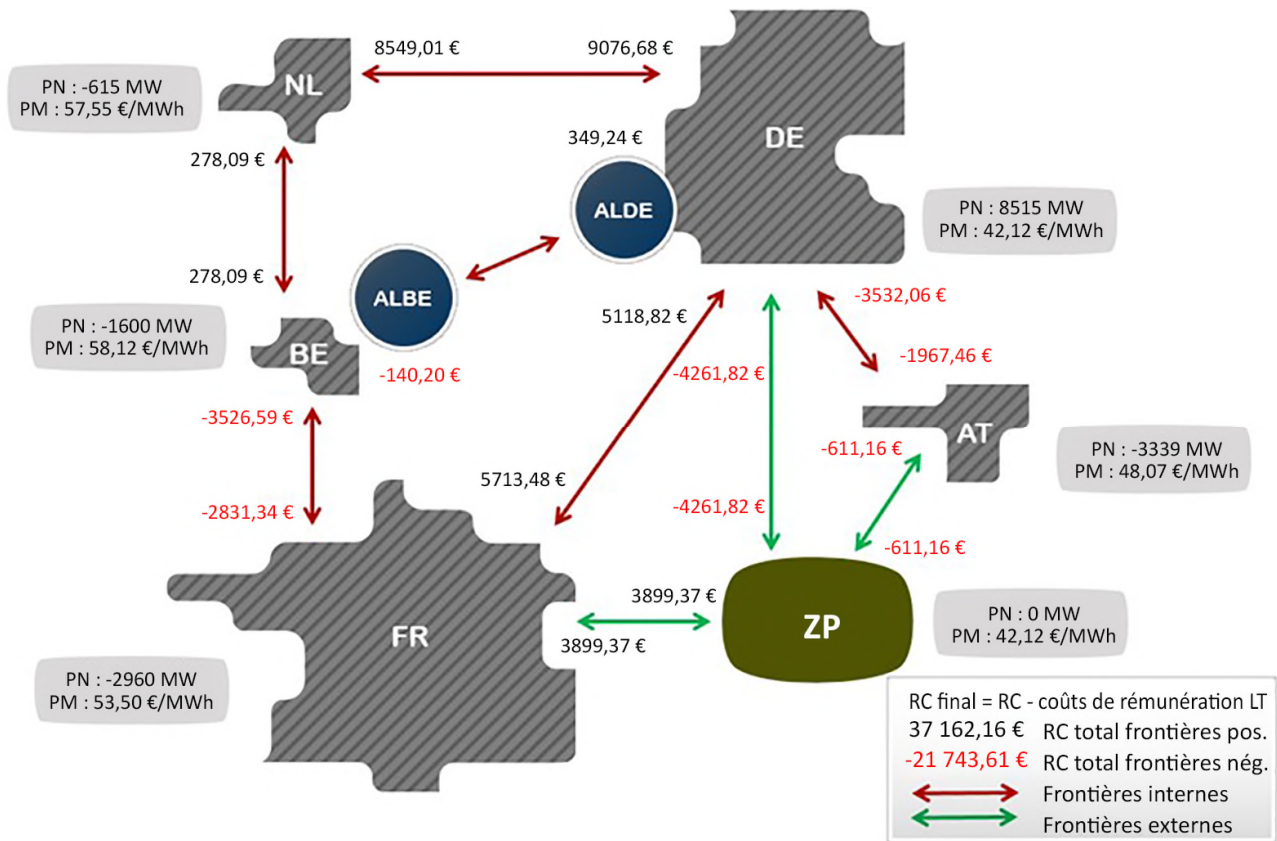 8549,01 €
9076,68 €
PN : -615 MW
PM : 57,55 €/MWh
NL
DE
278,09 €
349,24 €
ALDE
PN : 8515 MW
PM : 42,12 €/MWh
278,09 €
ALBE
-3532,06 €
PN : -1600 MW
PM : 58,12 €/MWh
5118,82 €
BE
-1967,46 €
-140,20 €
-4261,82 €
-3526,59 €
AT
-611,16 €
PN : -3339 MW
PM : 48,07 €/MWh
5713,48 €
-2831,34 €
-4261,82 €
-611,16 €
3899,37 €
ZP
PN : 0 MW
PM : 42,12 €/MWh
FR
3899,37 €
PN : -2960 MW
PM : 53,50 €/MWh
RC final = RC - coûts de rémunération LT
37 162,16 € RC total frontières pos.
-21 743,61 € RC total frontières nég.
Frontières internes
Frontières externes